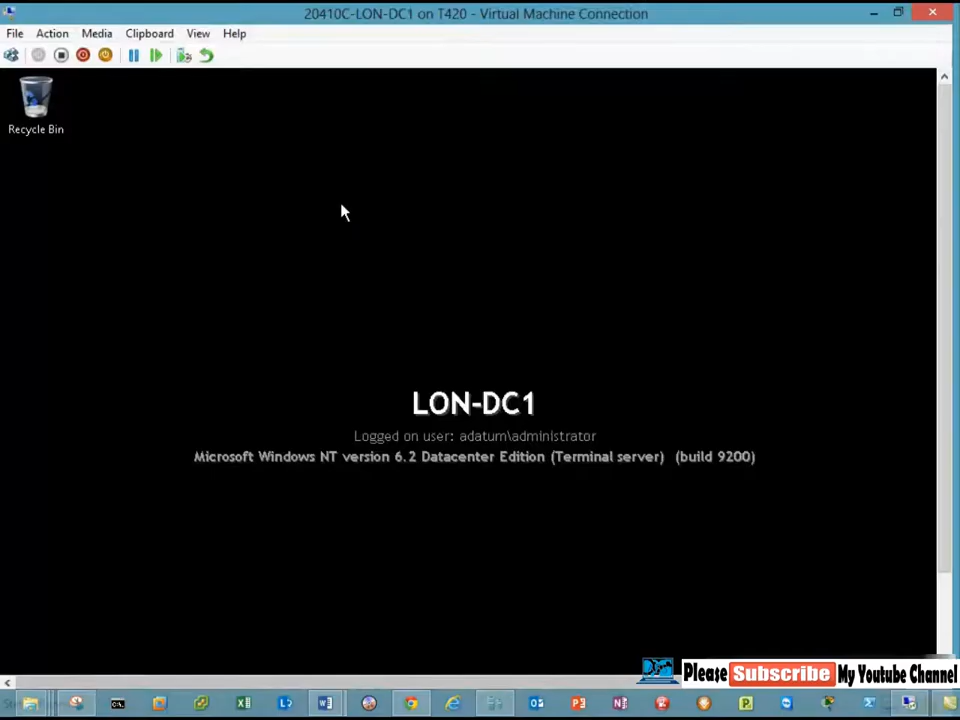 20410C-LON-DC1 on T420 - Virtual Machine Connection
File Action Media Clipboard View Help
Recycle Bin
LON-DC1
Logged on user: adatum\administrator
Microsoft Windows NT version 6.2 Datacenter Edition (Terminal server) (build 9200)
Please Subscribe My Youtube Channel